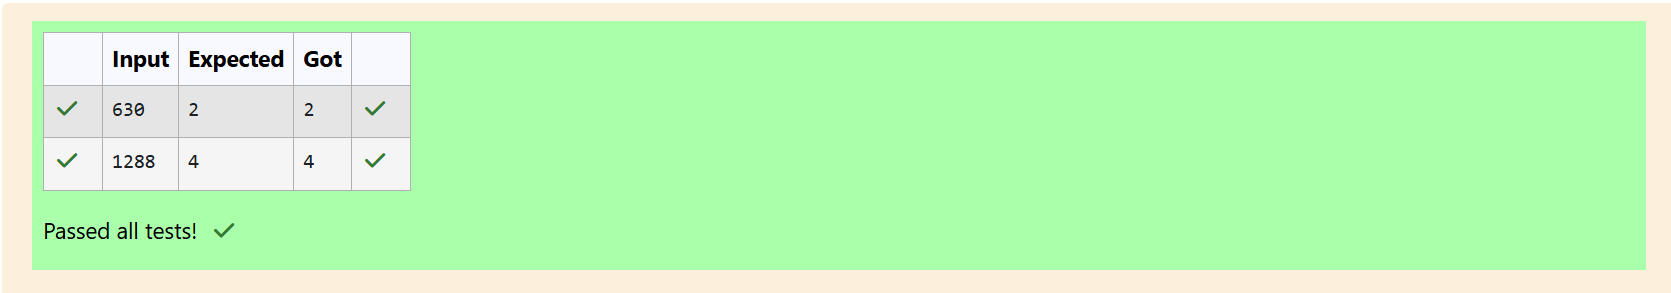 Input Expected Got
630 2 2
1288 4 4
Passed all tests!